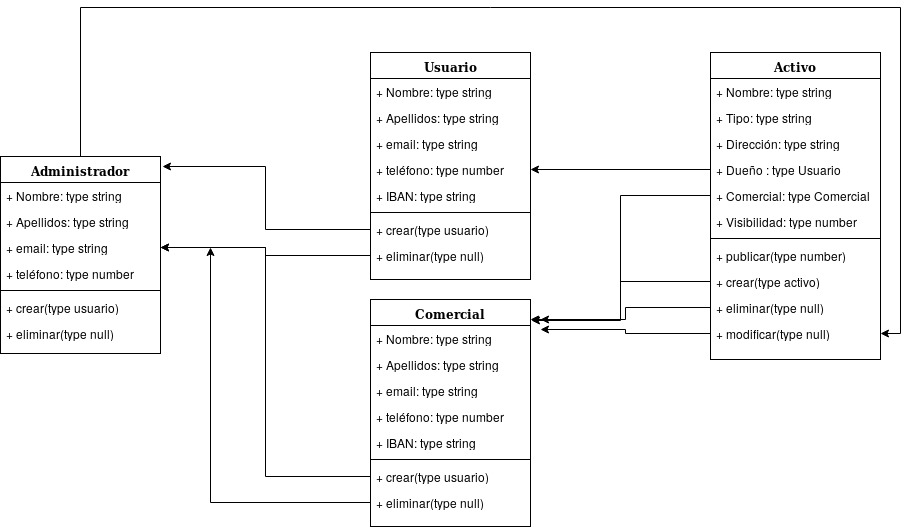 Administrador
+ Nombre: type string
+ Apellidos: type string
+ email: type string
+ teléfono: type number
+ crear(type usuario)
+ eliminar(type null)
Usuario
+ Nombre: type string
+ Apellidos: type string
+ email: type string
+ teléfono: type number
+ IBAN: type string
+ crear(type usuario)
+ eliminar(type null)
Comercial
+ Nombre: type string
+ Apellidos: type string
+ email: type string
+ teléfono: type number
+ IBAN: type string
+ crear(type usuario)
+ eliminar(type null)
Activo
+ Nombre: type string
+ Tipo: type string
+ Dirección: type string
+ Dueño : type Usuario
+ Comercial: type Comercial
+ Visibilidad: type number
+ publicar(type number)
+ crear(type activo)
+ eliminar(type null)
+ modificar(type null)